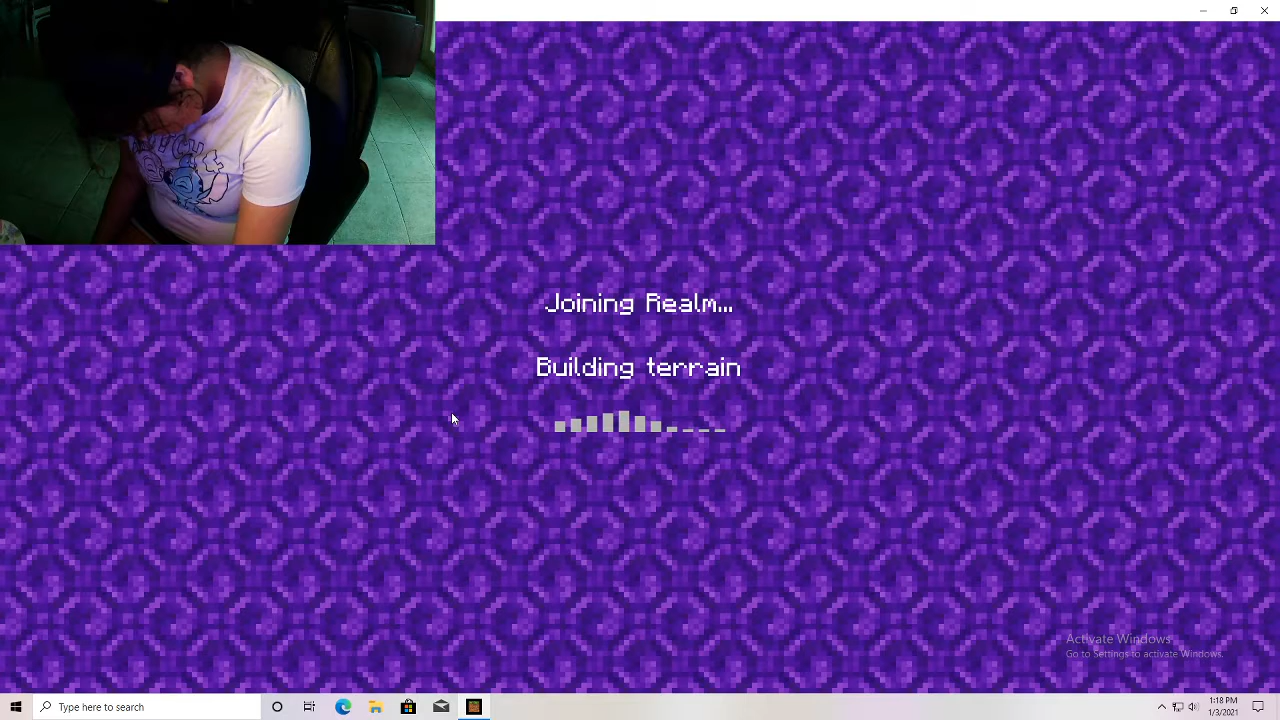 Joining Realm...
Building terrain
Activate Windows
Go to Settings to activate Windows.
Type here to search
1:18 PM
1/3/2021